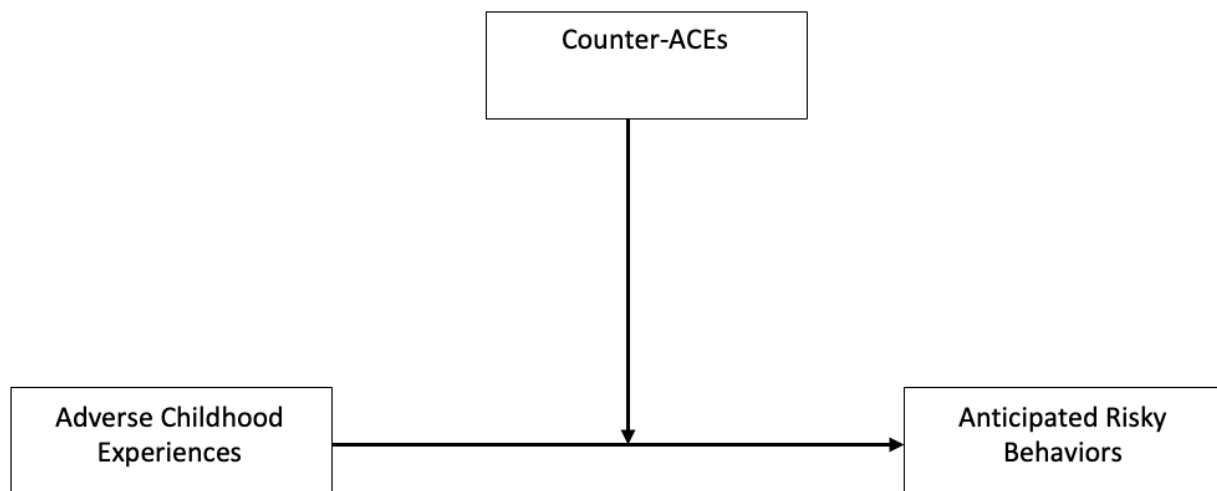 Counter-ACEs
Adverse Childhood
Experiences
Anticipated Risky
Behaviors